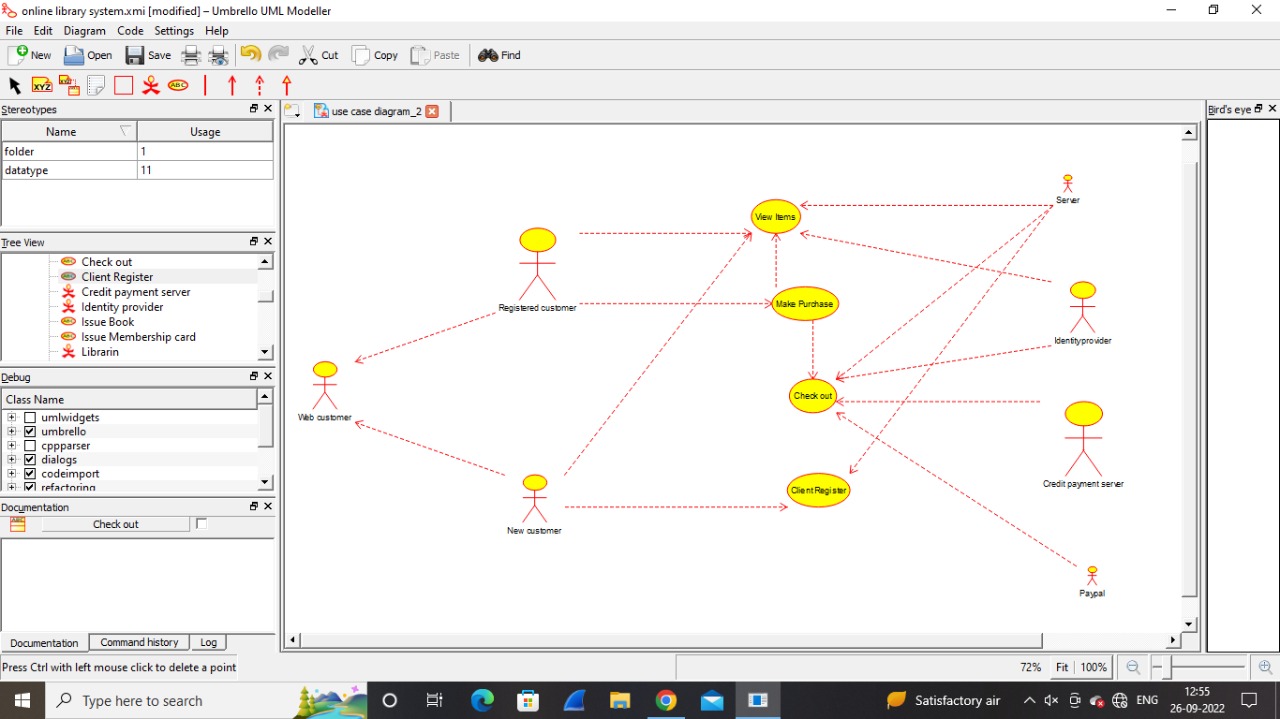 online library system.xmi [modified] – Umbrello UML Modeller
File Edit Diagram Code Settings Help
New Open Save Cut Copy Paste Find
XYZ XYZ ABC
Stereotypes
Name Usage
folder 1
datatype 11
Tree View
Check out
Client Register
Credit payment server
Identity provider
Issue Book
Issue Membership card
Librarin
Debug
Class Name
umlwidgets
umbrello
cppparser
dialogs
codeimport
refactoring
Documentation
Check out
Documentation Command history Log
Press Ctrl with left mouse click to delete a point
use case diagram_2
Bird's eye
Server
View Items
Registered customer
Make Purchase
Identityprovider
Web customer
Check out
Credit payment server
Client Register
New customer
Paypal
72% Fit 100%
Type here to search
Satisfactory air
ENG
12:55
26-09-2022